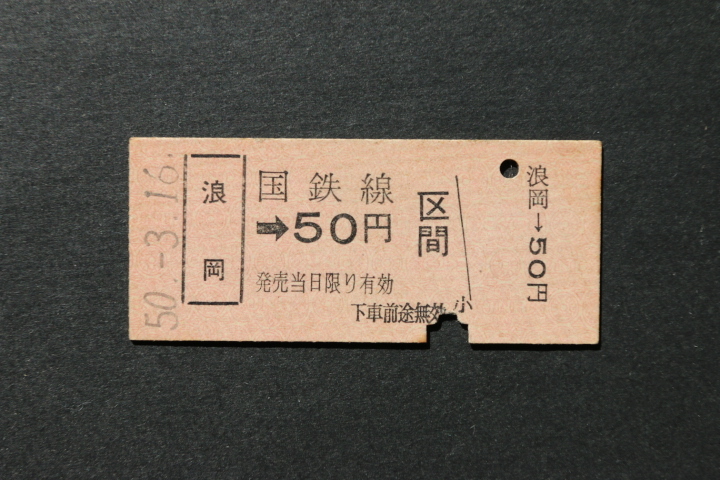 50.-3.16.
浪岡
国鉄線
➡50円
区間
発売当日限り有効
下車前途無効
小
浪岡→50円